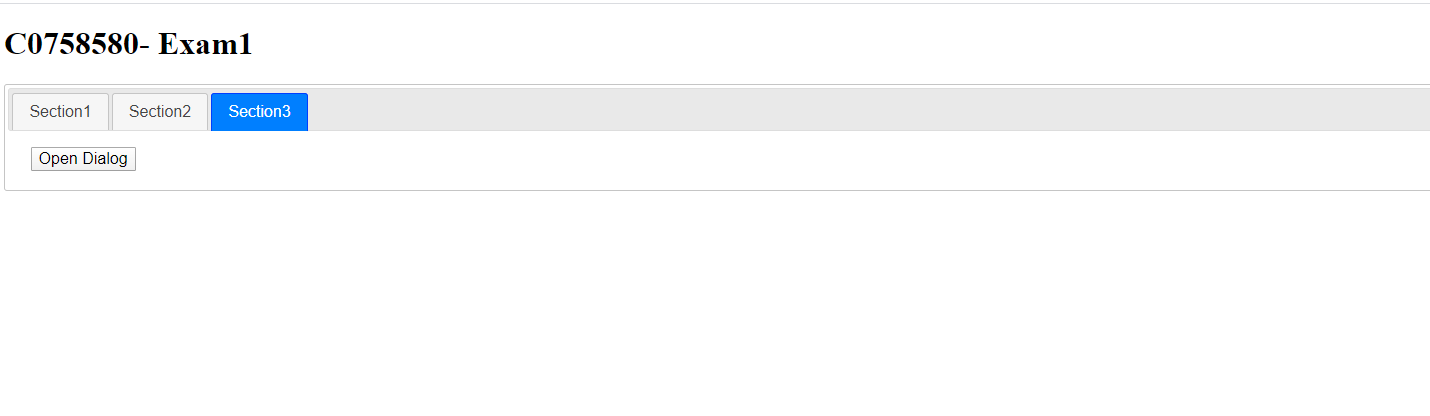 C0758580- Exam1
Section1 Section2 Section3
Open Dialog